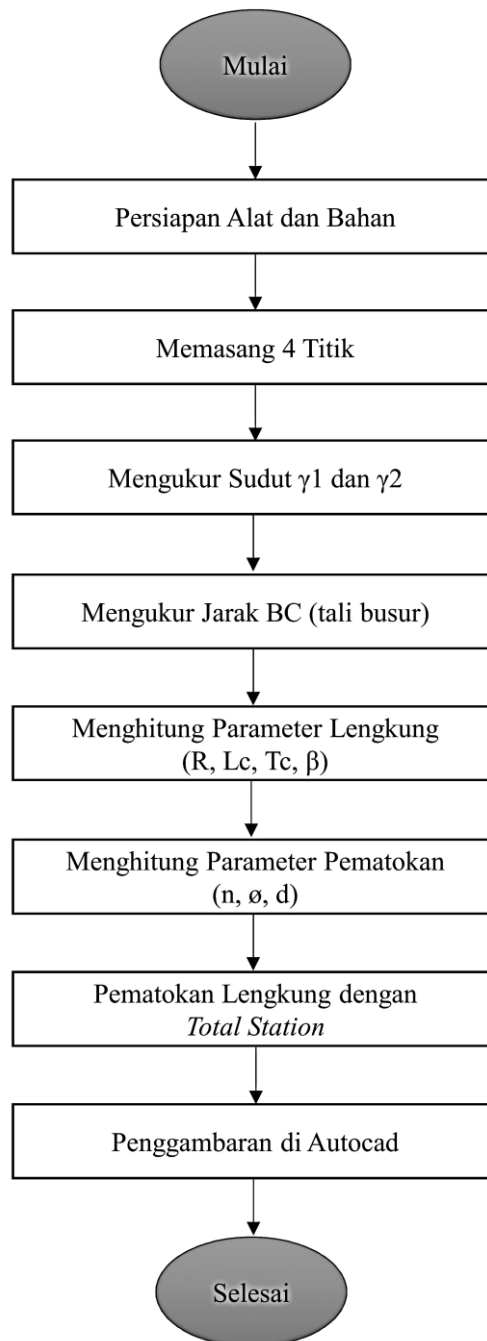 Mulai
Persiapan Alat dan Bahan
Memasang 4 Titik
Mengukur Sudut γ1 dan γ2
Mengukur Jarak BC (tali busur)
Menghitung Parameter Lengkung
(R, Lc, Tc, β)
Menghitung Parameter Pematokan
(n, ø, d)
Pematokan Lengkung dengan
Total Station
Penggambaran di Autocad
Selesai